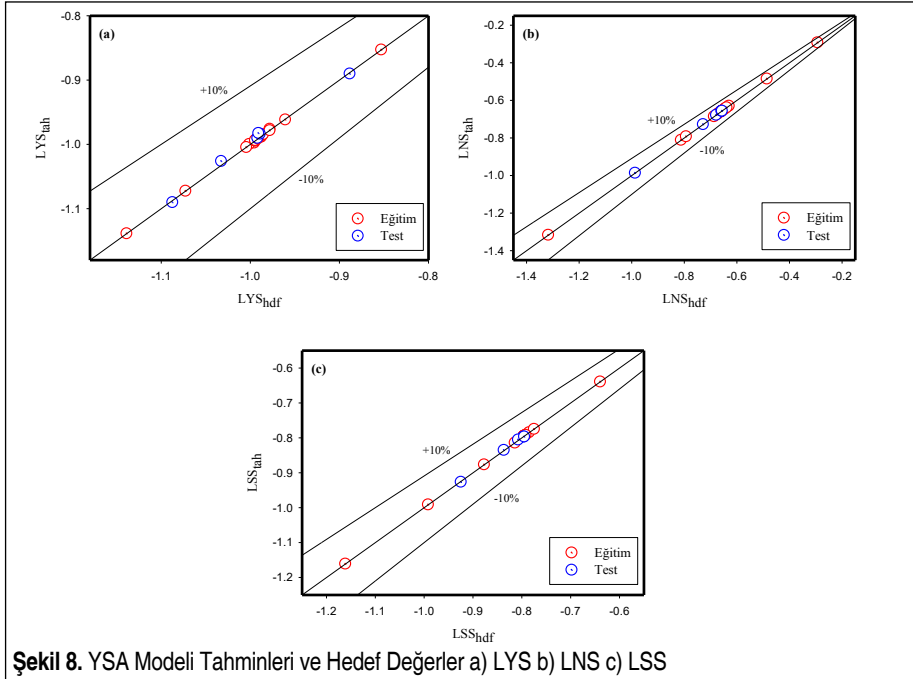 (a)
-0.8
-0.9
-1.0
-1.1
LYStah
+10%
-10%
Eğitim
Test
-1.1 -1.0 -0.9 -0.8
LYShdf
(b)
-0.2
-0.4
-0.6
-0.8
-1.0
-1.2
-1.4
LNStah
+10%
-10%
Eğitim
Test
-1.4 -1.2 -1.0 -0.8 -0.6 -0.4 -0.2
LNShdf
(c)
-0.6
-0.7
-0.8
-0.9
-1.0
-1.1
-1.2
LSStah
+10%
-10%
Eğitim
Test
-1.2 -1.1 -1.0 -0.9 -0.8 -0.7 -0.6
LSShdf
Şekil 8. YSA Modeli Tahminleri ve Hedef Değerler a) LYS b) LNS c) LSS